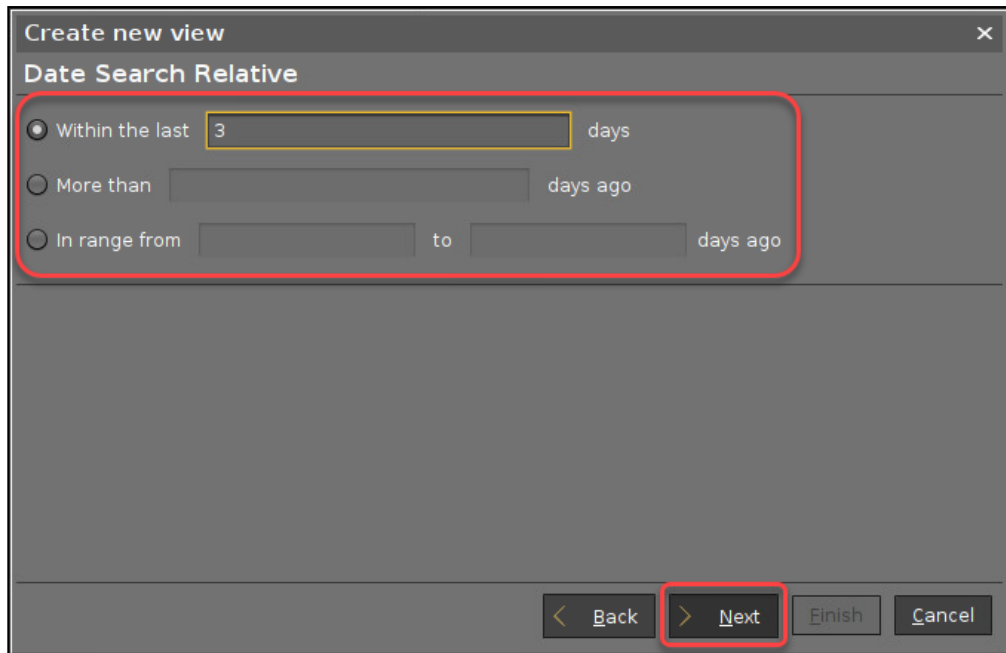 Create new view
Date Search Relative
Within the last 3 days
More than days ago
In range from to days ago
Back Next Finish Cancel